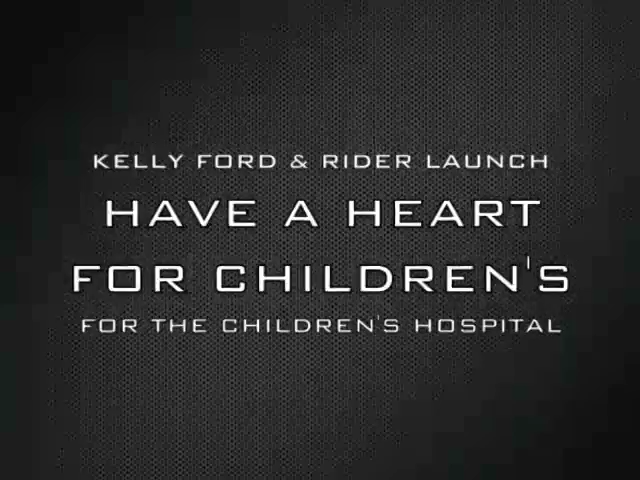 KELLY FORD & RIDER LAUNCH
HAVE A HEART
FOR CHILDREN'S
FOR THE CHILDREN'S HOSPITAL